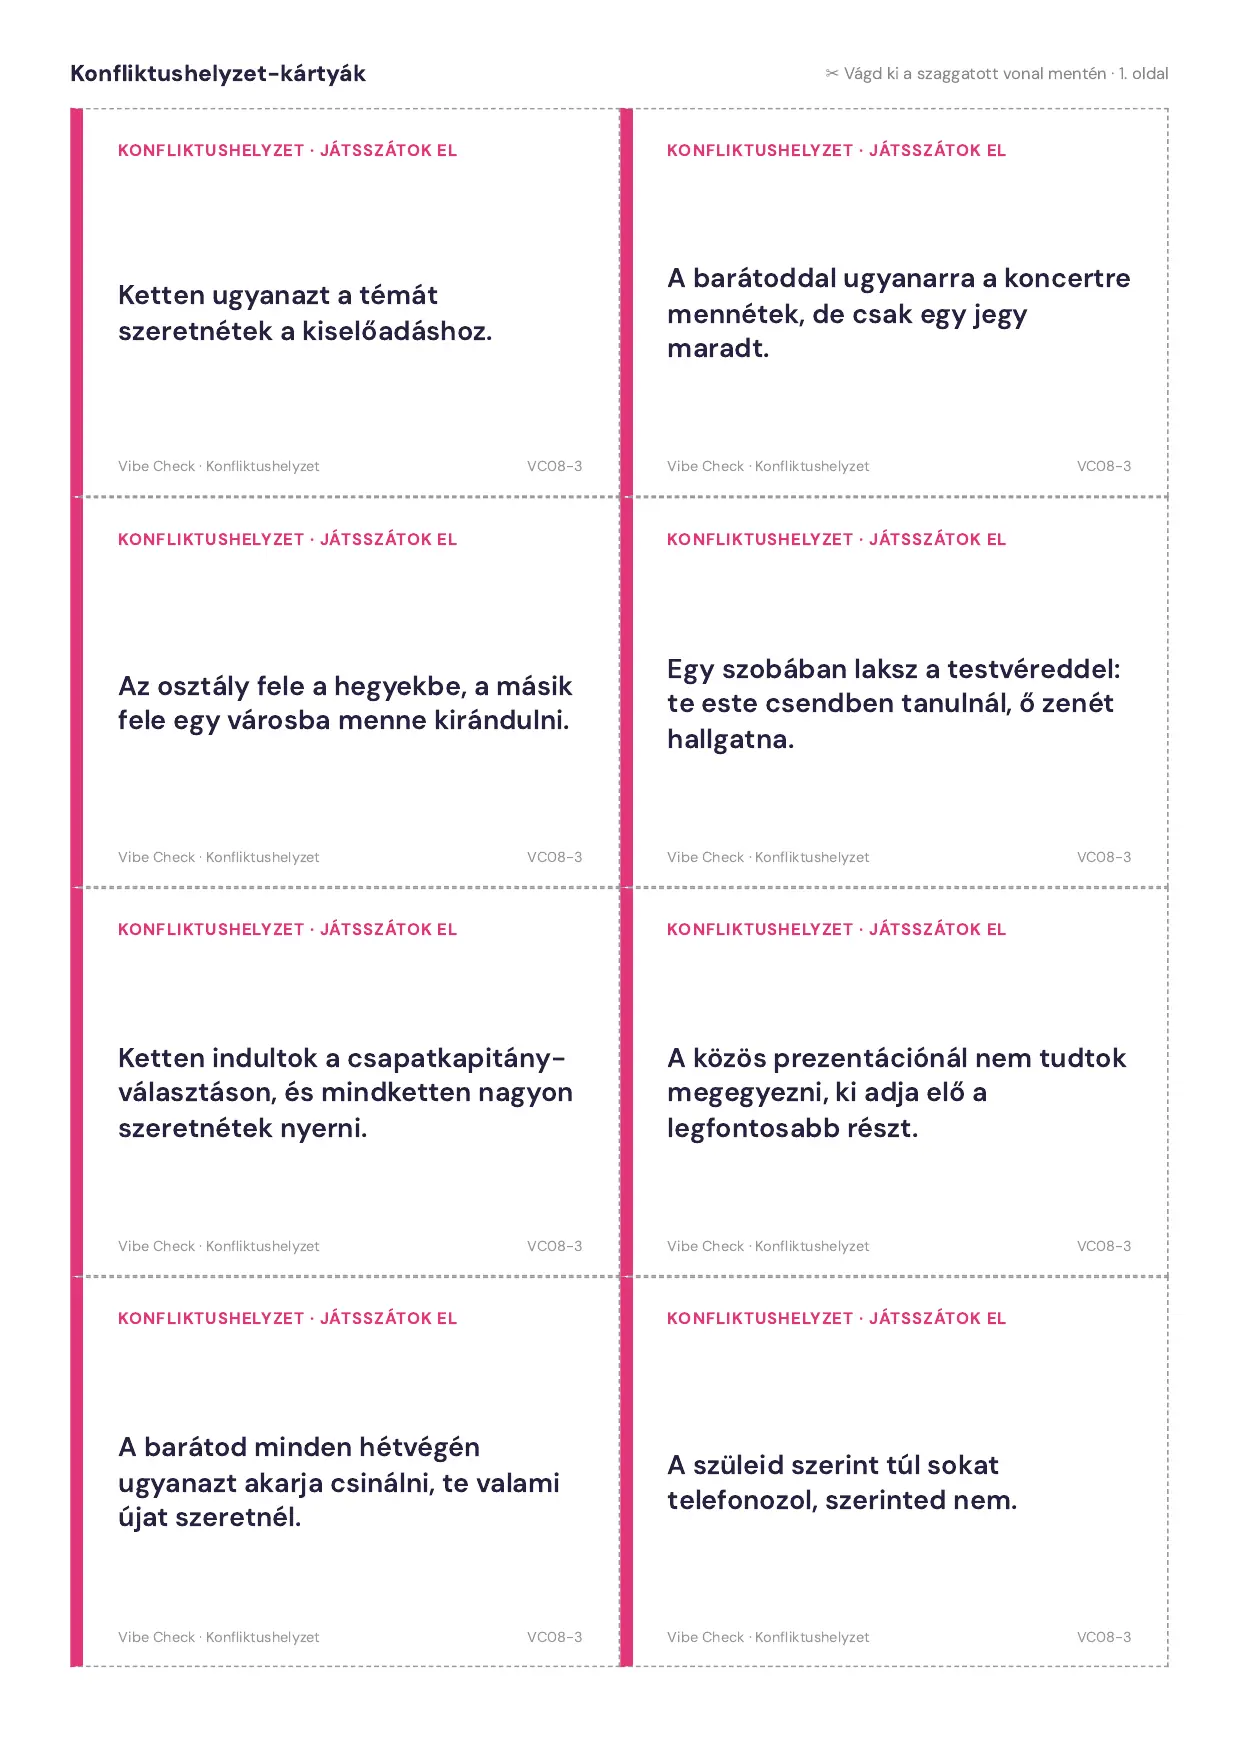 Konfliktushelyzet-kártyák
✂ Vágd ki a szaggatott vonal mentén · 1. oldal
KONFLIKTUSHELYZET · JÁTSSZÁTOK EL
Ketten ugyanazt a témát
szeretnétek a kiselőadáshoz.
Vibe Check · Konfliktushelyzet
VC08-3
KONFLIKTUSHELYZET · JÁTSSZÁTOK EL
A barátoddal ugyanarra a koncertre
mennétek, de csak egy jegy
maradt.
Vibe Check · Konfliktushelyzet
VC08-3
KONFLIKTUSHELYZET · JÁTSSZÁTOK EL
Az osztály fele a hegyekbe, a másik
fele egy városba menne kirándulni.
Vibe Check · Konfliktushelyzet
VC08-3
KONFLIKTUSHELYZET · JÁTSSZÁTOK EL
Egy szobában laksz a testvéreddel:
te este csendben tanulnál, ő zenét
hallgatna.
Vibe Check · Konfliktushelyzet
VC08-3
KONFLIKTUSHELYZET · JÁTSSZÁTOK EL
Ketten indultok a csapatkapitány-
választáson, és mindketten nagyon
szeretnétek nyerni.
Vibe Check · Konfliktushelyzet
VC08-3
KONFLIKTUSHELYZET · JÁTSSZÁTOK EL
A közös prezentációnál nem tudtok
megegyezni, ki adja elő a
legfontosabb részt.
Vibe Check · Konfliktushelyzet
VC08-3
KONFLIKTUSHELYZET · JÁTSSZÁTOK EL
A barátod minden hétvégén
ugyanazt akarja csinálni, te valami
újat szeretnél.
Vibe Check · Konfliktushelyzet
VC08-3
KONFLIKTUSHELYZET · JÁTSSZÁTOK EL
A szüleid szerint túl sokat
telefonozol, szerinted nem.
Vibe Check · Konfliktushelyzet
VC08-3